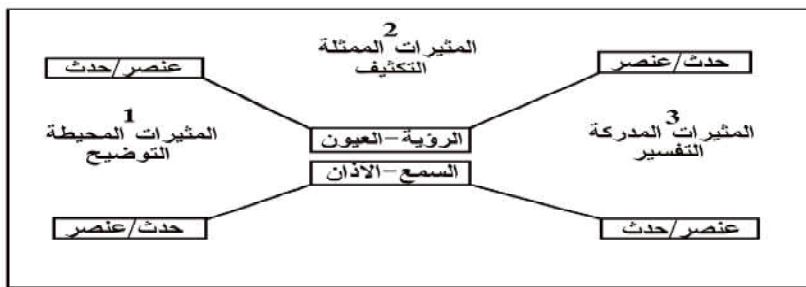 2
المثيرات الممثلة
التكثيف
حدث/عنصر
عنصر/حدث
1
المثيرات المحيطة
التوضيح
الرؤية-العيون
السمع-الاذان
3
المثيرات المدركة
التفسير
عنصر/حدث
حدث/عنصر